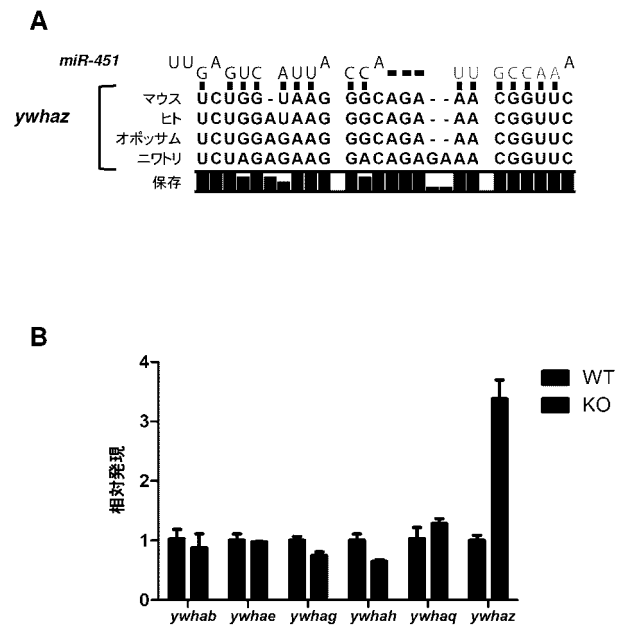 A
miR-451 UU A A A A
G GUC AUU CC ▬▬▬ UU GCCAA
ywhaz
マウス UCUGG-UAAG GGCAGA--AA CGGUUC
ヒト UCUGGAUAAG GGCAGA--AA CGGUUC
オポッサム UCUGGAGAAG GGCAGA--AA CGGUUC
ニワトリ UCUAGAGAAG GACAGAGAAA CGGUUC
保存
B
4
3
2
1
0
相対発現
WT
KO
ywhab ywhae ywhag ywhah ywhaq ywhaz